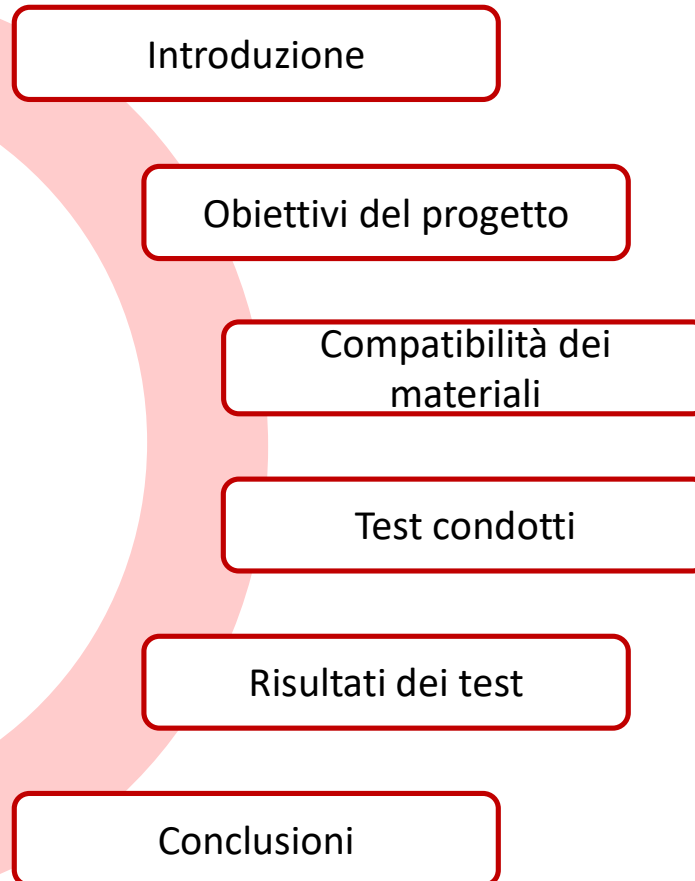 Introduzione
Obiettivi del progetto
Compatibilità dei
materiali
Test condotti
Risultati dei test
Conclusioni